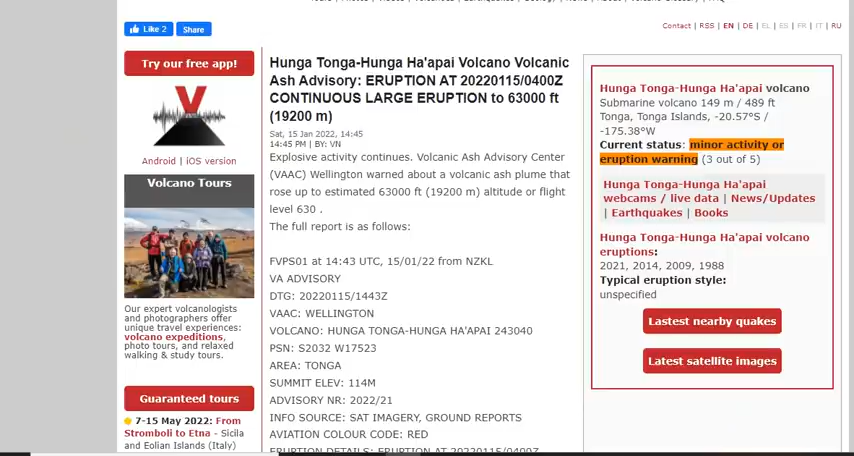 Contact | RSS | EN | DE | EL | ES | FR | IT | RU
Like 2
Share
Try our free app!
Android | iOS version
Volcano Tours
Our expert volcanologists
and photographers offer
unique travel experiences:
volcano expeditions,
photo tours, and relaxed
walking & study tours.
Guaranteed tours
7-15 May 2022: From
Stromboli to Etna - Sicila
and Eolian Islands (Italy)
Hunga Tonga-Hunga Ha'apai Volcano Volcanic
Ash Advisory: ERUPTION AT 20220115/0400Z
CONTINUOUS LARGE ERUPTION to 63000 ft
(19200 m)
Sat, 15 Jan 2022, 14:45
14:45 PM | BY: VN
Explosive activity continues. Volcanic Ash Advisory Center
(VAAC) Wellington warned about a volcanic ash plume that
rose up to estimated 63000 ft (19200 m) altitude or flight
level 630 .
The full report is as follows:
FVPS01 at 14:43 UTC, 15/01/22 from NZKL
VA ADVISORY
DTG: 20220115/1443Z
VAAC: WELLINGTON
VOLCANO: HUNGA TONGA-HUNGA HA'APAI 243040
PSN: S2032 W17523
AREA: TONGA
SUMMIT ELEV: 114M
ADVISORY NR: 2022/21
INFO SOURCE: SAT IMAGERY, GROUND REPORTS
AVIATION COLOUR CODE: RED
ERUPTION DETAILS: ERUPTION AT 20220115/0400Z
Hunga Tonga-Hunga Ha'apai volcano
Submarine volcano 149 m / 489 ft
Tonga, Tonga Islands, -20.57°S /
-175.38°W
Current status: minor activity or
eruption warning (3 out of 5)
Hunga Tonga-Hunga Ha'apai
webcams / live data | News/Updates
| Earthquakes | Books
Hunga Tonga-Hunga Ha'apai volcano
eruptions:
2021, 2014, 2009, 1988
Typical eruption style:
unspecified
Lastest nearby quakes
Latest satellite images